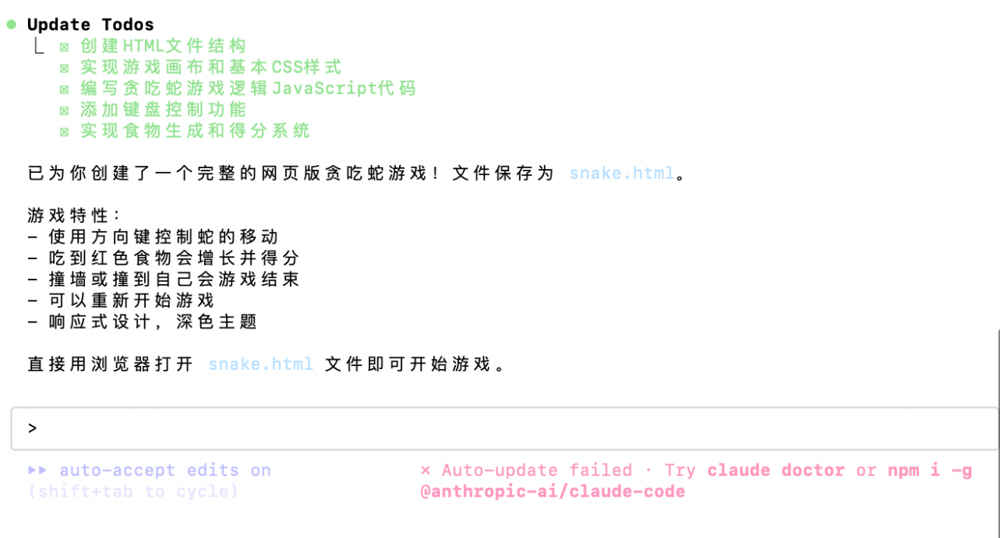 ● Update Todos
⎿ ☒ 创建HTML文件结构
☒ 实现游戏画布和基本CSS样式
☒ 编写贪吃蛇游戏逻辑JavaScript代码
☒ 添加键盘控制功能
☒ 实现食物生成和得分系统
已为你创建了一个完整的网页版贪吃蛇游戏！文件保存为 snake.html。
游戏特性：
- 使用方向键控制蛇的移动
- 吃到红色食物会增长并得分
- 撞墙或撞到自己会游戏结束
- 可以重新开始游戏
- 响应式设计，深色主题
直接用浏览器打开 snake.html 文件即可开始游戏。
>
⏵⏵ auto-accept edits on
(shift+tab to cycle)
✗ Auto-update failed · Try claude doctor or npm i -g
@anthropic-ai/claude-code